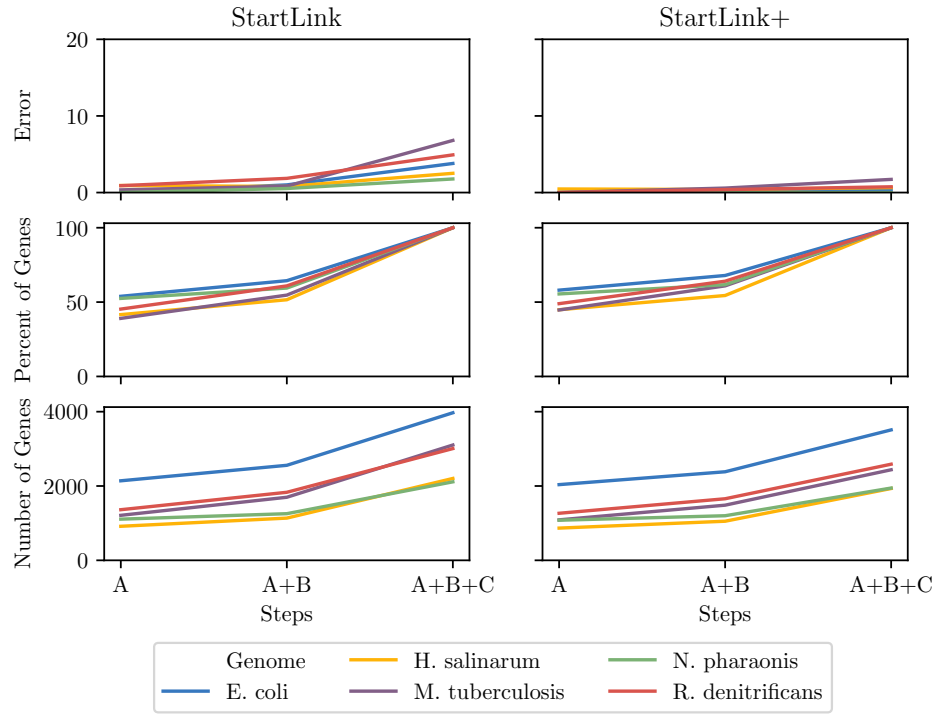 StartLink
StartLink+
Error
20
10
0
Percent of Genes
100
50
0
Number of Genes
4000
2000
0
A
A+B
A+B+C
A
A+B
A+B+C
Steps
Steps
Genome
H. salinarum
N. pharaonis
E. coli
M. tuberculosis
R. denitrificans